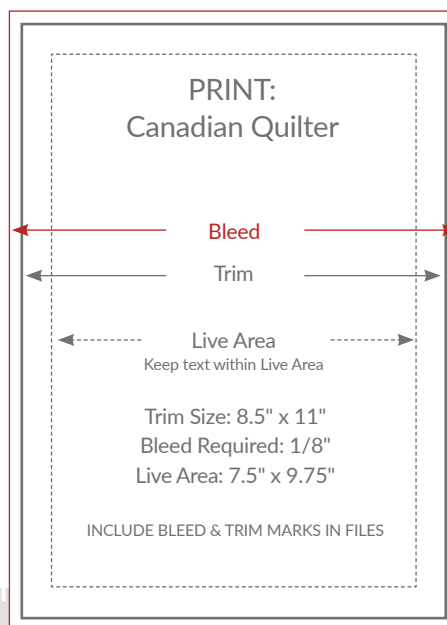 PRINT:
Canadian Quilter
Bleed
Trim
Live Area
Keep text within Live Area
Trim Size: 8.5" x 11"
Bleed Required: 1/8"
Live Area: 7.5" x 9.75"
INCLUDE BLEED & TRIM MARKS IN FILES